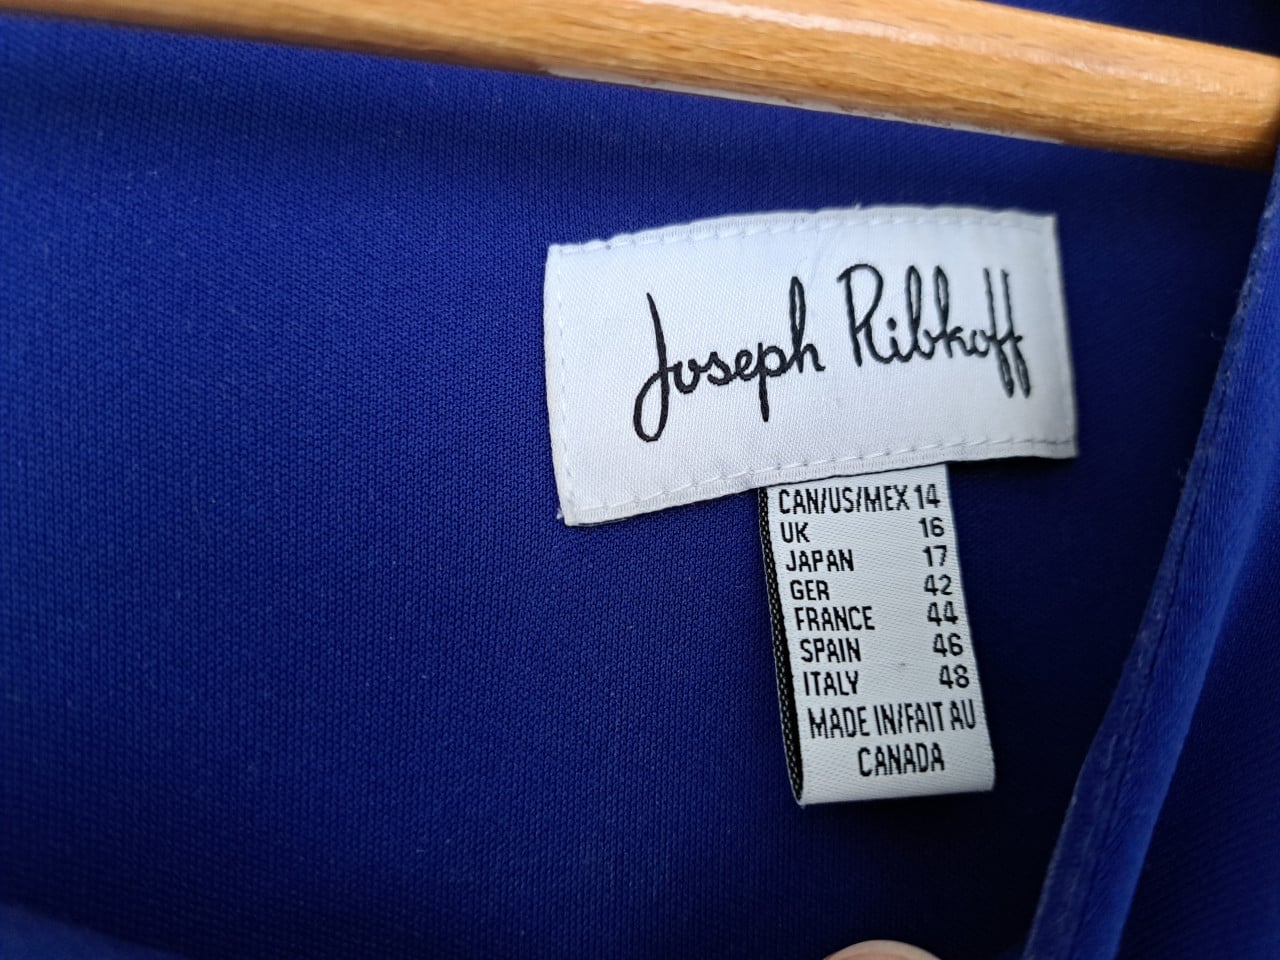 Joseph Ribkoff
CAN/US/MEX 14
UK 16
JAPAN 17
GER 42
FRANCE 44
SPAIN 46
ITALY 48
MADE IN/FAIT AU
CANADA